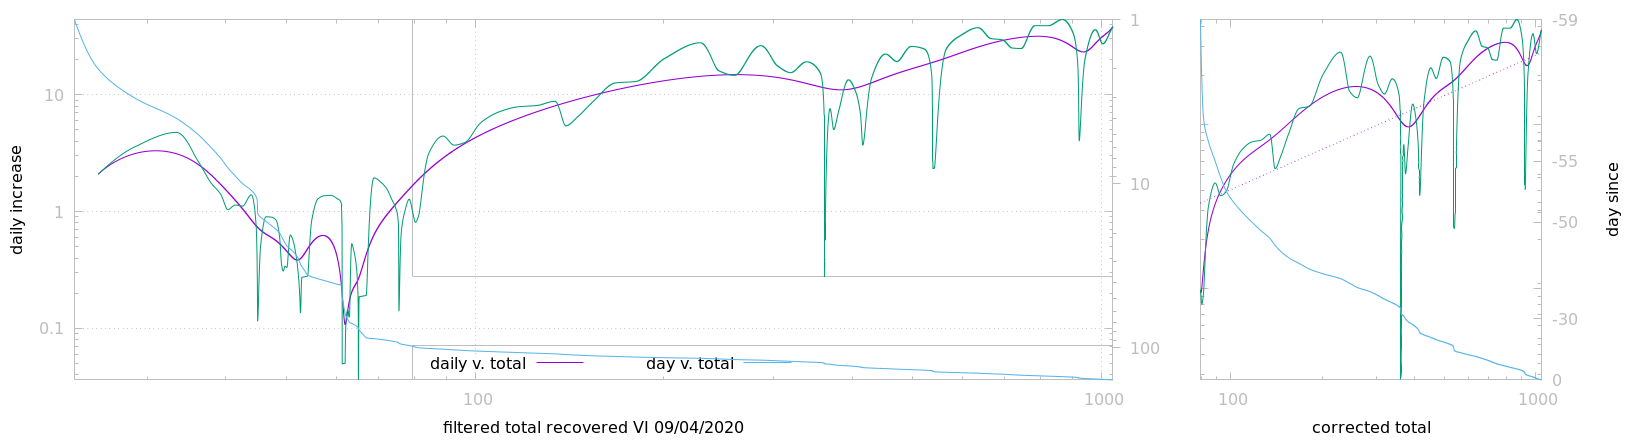 daily increase
10
1
0.1
100
1000
1
10
100
daily v. total
day v. total
filtered total recovered VI 09/04/2020
-59
-55
-50
-30
0
day since
100
1000
corrected total